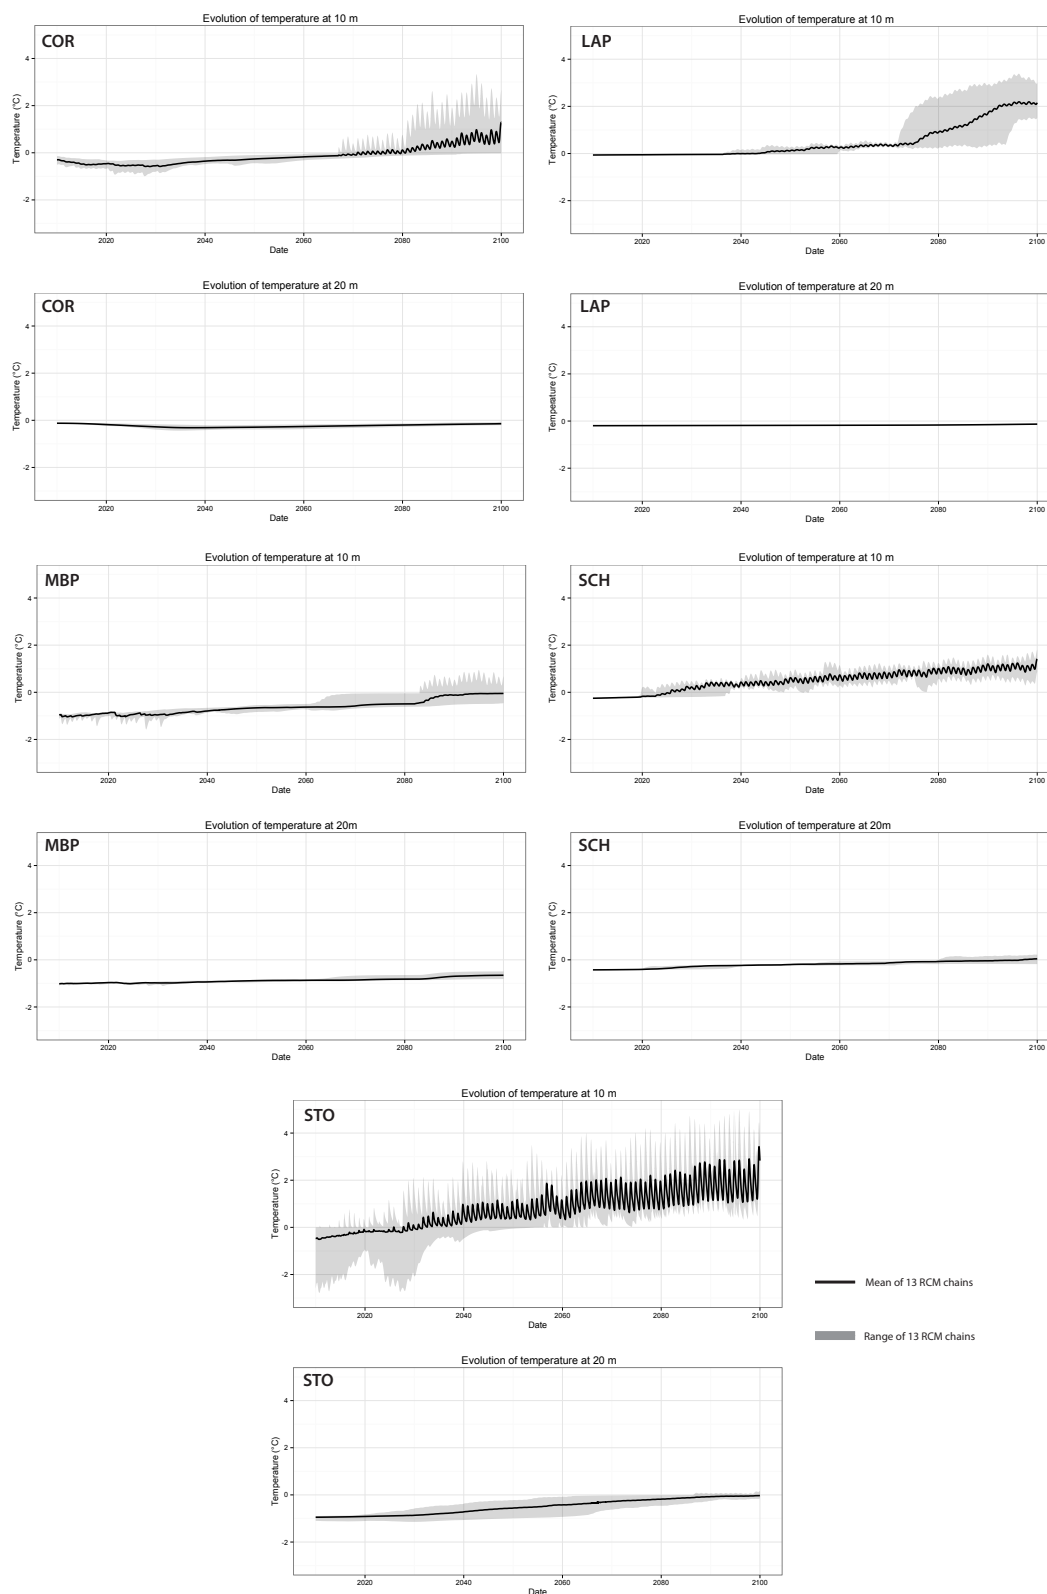 Evolution of temperature at 10 m
COR
4
2
0
-2
Temperature (°C)
2020 2040 2060 2080 2100
Date
Evolution of temperature at 10 m
LAP
4
2
0
-2
Temperature (°C)
2020 2040 2060 2080 2100
Date
Evolution of temperature at 20 m
COR
4
2
0
-2
Temperature (°C)
2020 2040 2060 2080 2100
Date
Evolution of temperature at 20 m
LAP
4
2
0
-2
Temperature (°C)
2020 2040 2060 2080 2100
Date
Evolution of temperature at 10 m
MBP
4
2
0
-2
Temperature (°C)
2020 2040 2060 2080 2100
Date
Evolution of temperature at 10 m
SCH
4
2
0
-2
Temperature (°C)
2020 2040 2060 2080 2100
Date
Evolution of temperature at 20m
MBP
4
2
0
-2
Temperature (°C)
2020 2040 2060 2080 2100
Date
Evolution of temperature at 20m
SCH
4
2
0
-2
Temperature (°C)
2020 2040 2060 2080 2100
Date
Evolution of temperature at 10 m
STO
4
2
0
-2
Temperature (°C)
2020 2040 2060 2080 2100
Date
Mean of 13 RCM chains
Range of 13 RCM chains
Evolution of temperature at 20 m
STO
4
2
0
-2
Temperature (°C)
2020 2040 2060 2080 2100
Date